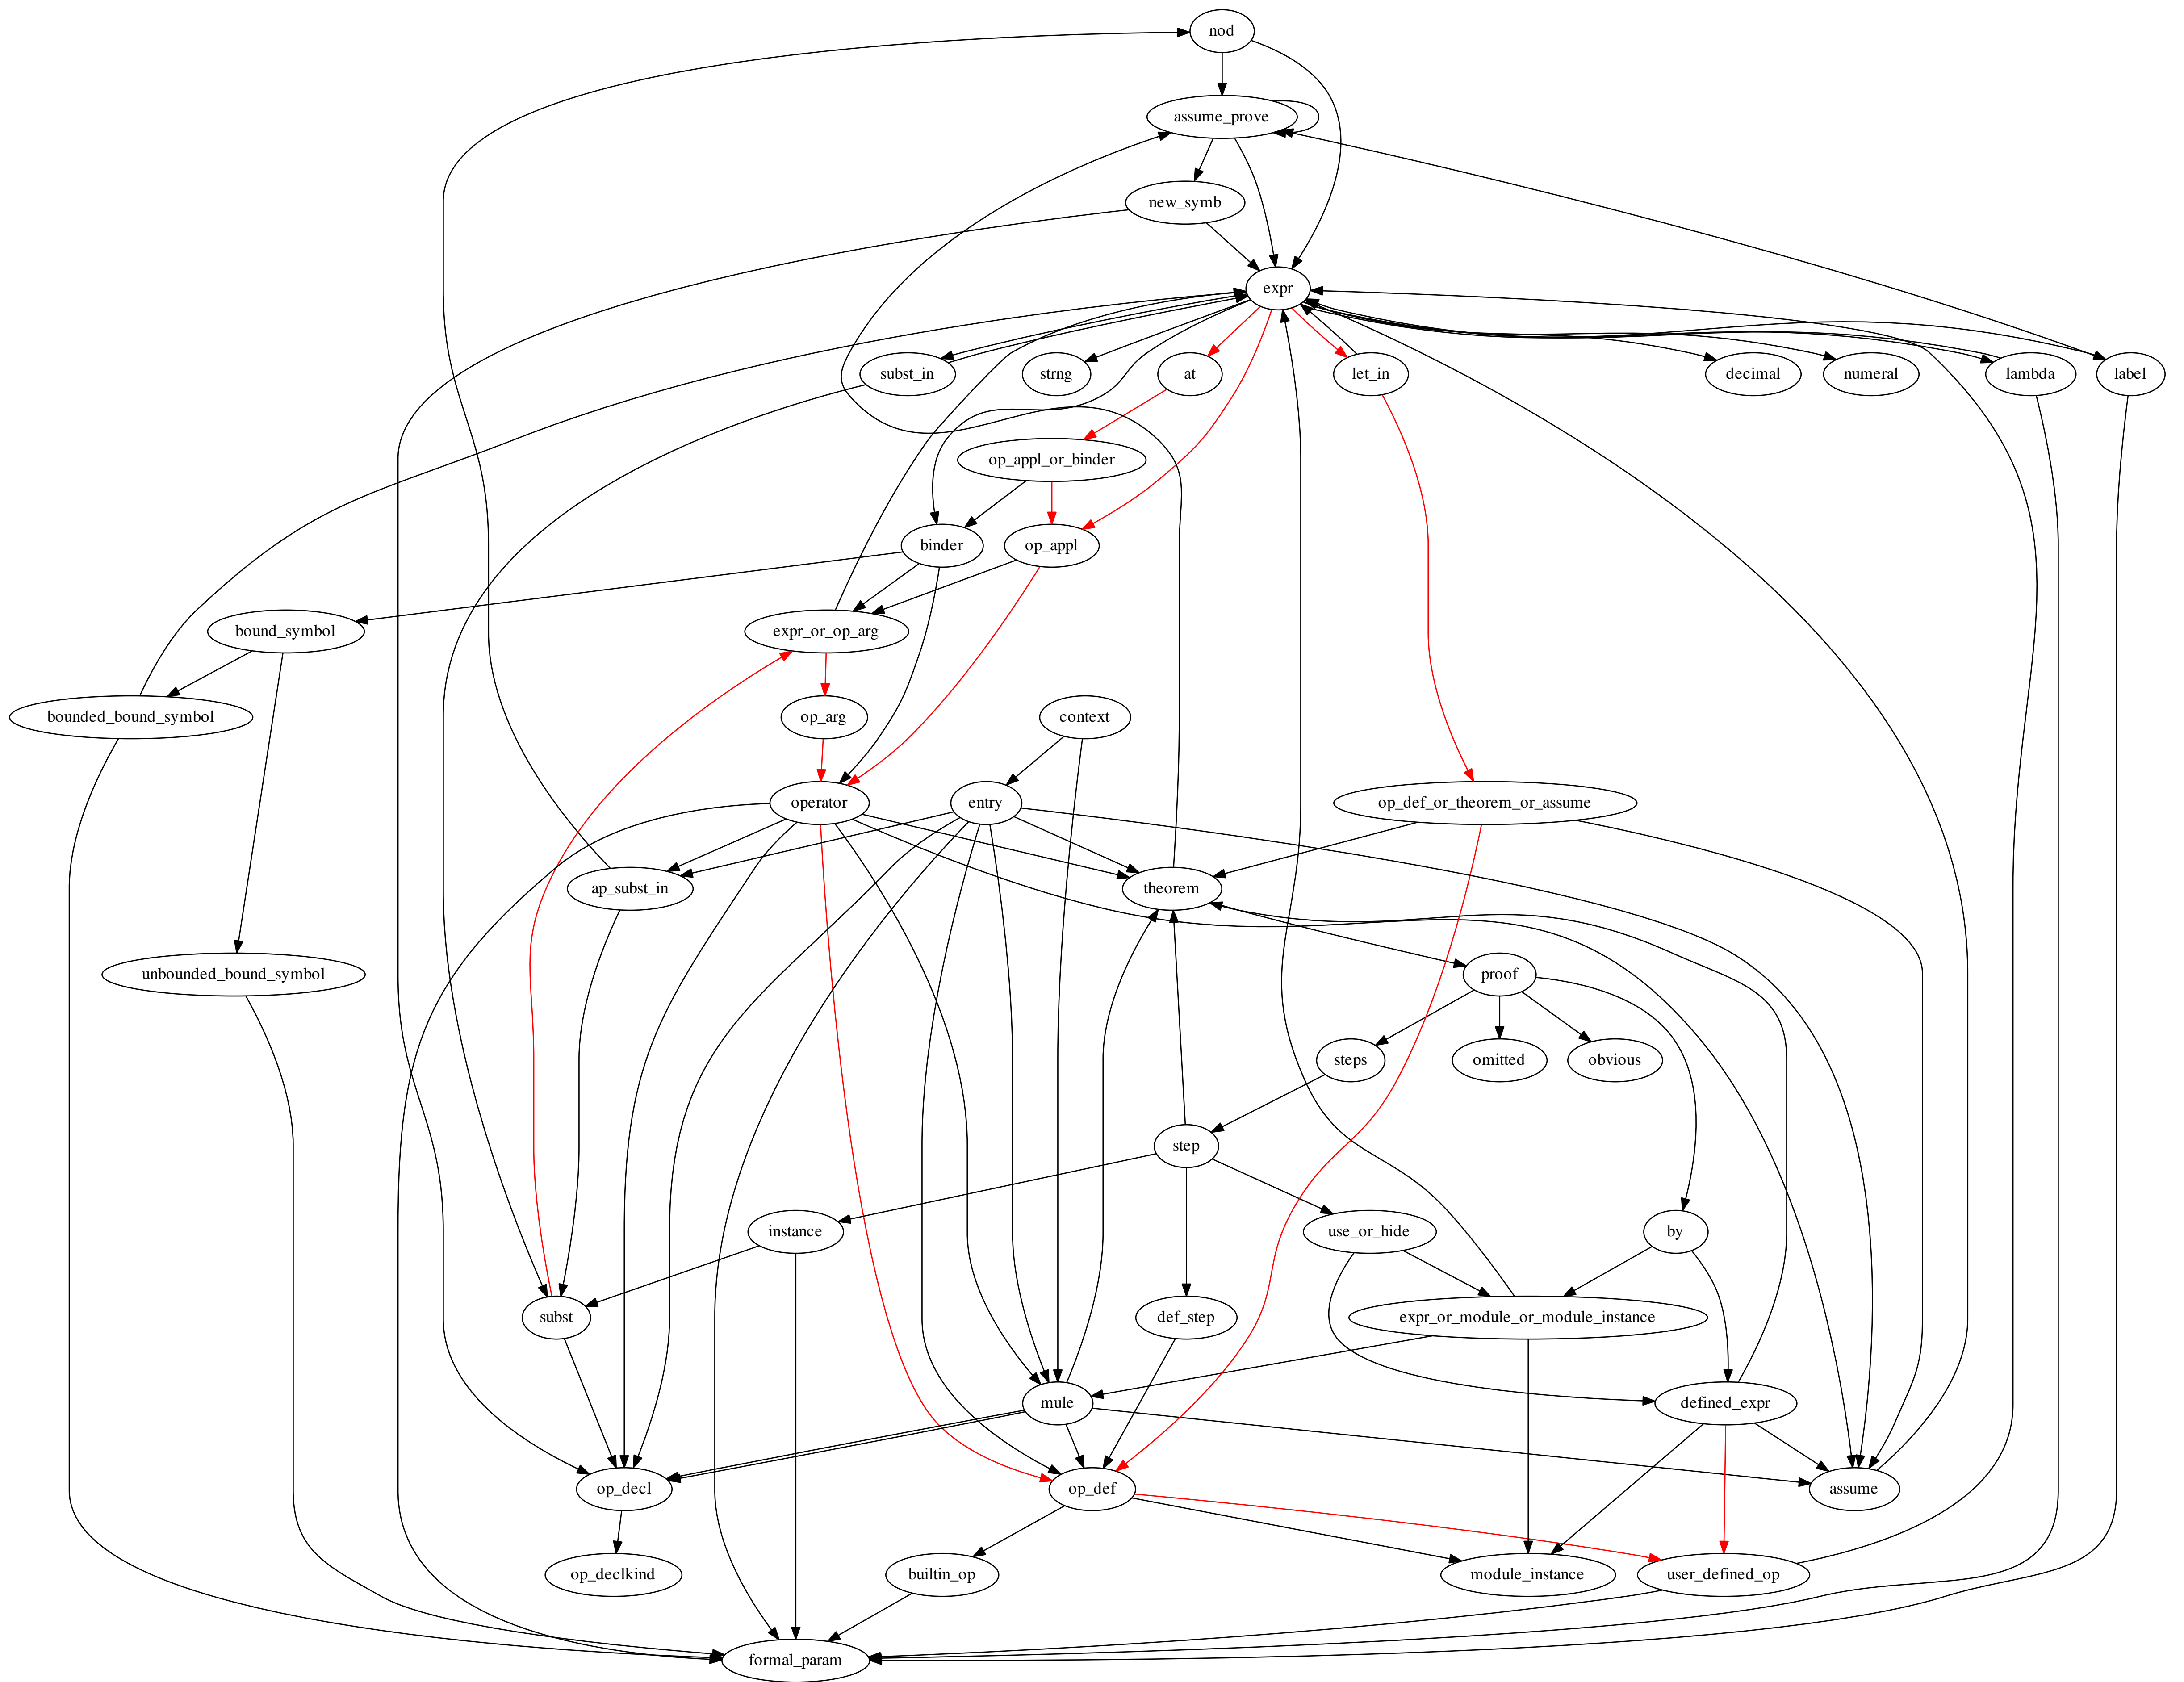 nod
assume_prove
new_symb
expr
subst_in
strng
at
let_in
decimal
numeral
lambda
label
op_appl_or_binder
binder
op_appl
bound_symbol
expr_or_op_arg
bounded_bound_symbol
op_arg
context
operator
entry
op_def_or_theorem_or_assume
ap_subst_in
theorem
unbounded_bound_symbol
proof
steps
omitted
obvious
step
instance
use_or_hide
by
subst
def_step
expr_or_module_or_module_instance
mule
defined_expr
op_decl
op_def
assume
op_declkind
builtin_op
module_instance
user_defined_op
formal_param